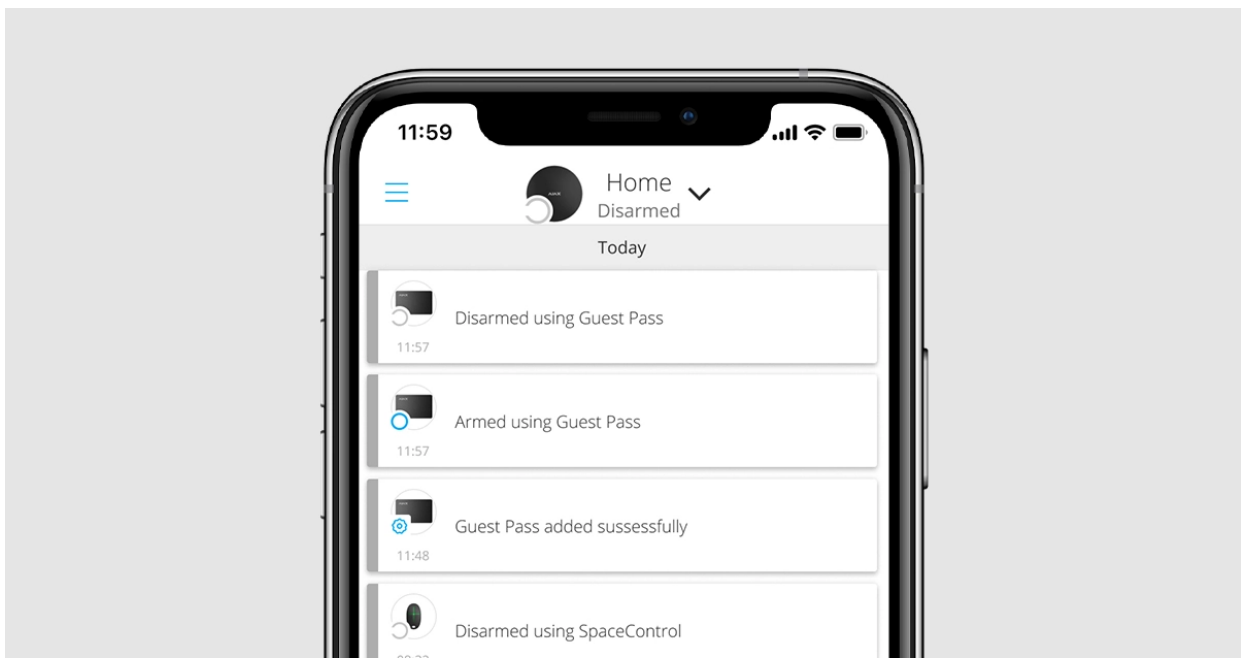 11:59
Home
Disarmed
Today
Disarmed using Guest Pass
11:57
Armed using Guest Pass
11:57
Guest Pass added sussessfully
11:48
Disarmed using SpaceControl